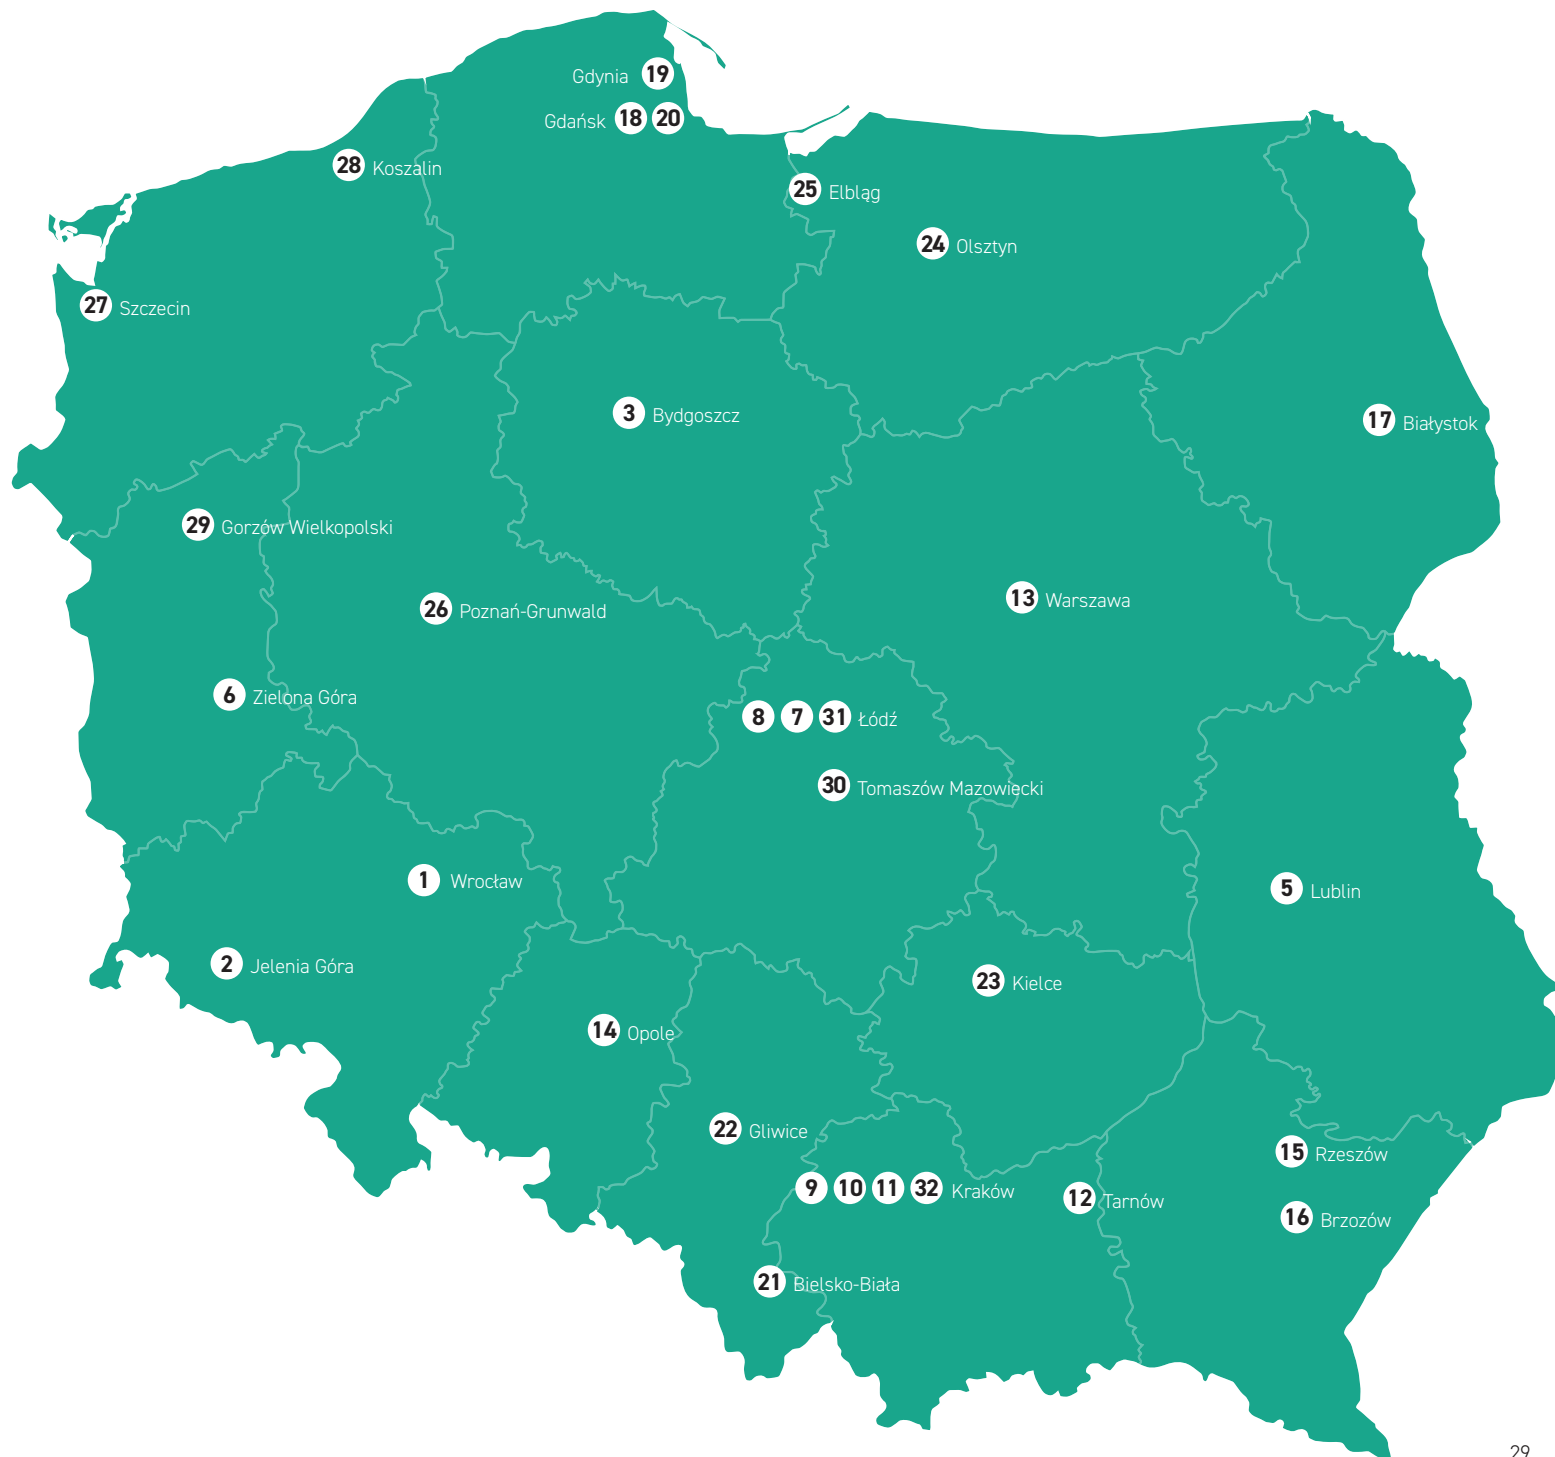 Gdynia 19
Gdańsk 18 20
28 Koszalin
25 Elbląg
24 Olsztyn
27 Szczecin
3 Bydgoszcz
17 Białystok
29 Gorzów Wielkopolski
13 Warszawa
26 Poznań-Grunwald
6 Zielona Góra
8 7 31 Łódź
30 Tomaszów Mazowiecki
1 Wrocław
5 Lublin
2 Jelenia Góra
23 Kielce
14 Opole
22 Gliwice
15 Rzeszów
9 10 11 32 Kraków
12 Tarnów
16 Brzozów
21 Bielsko-Biała
29